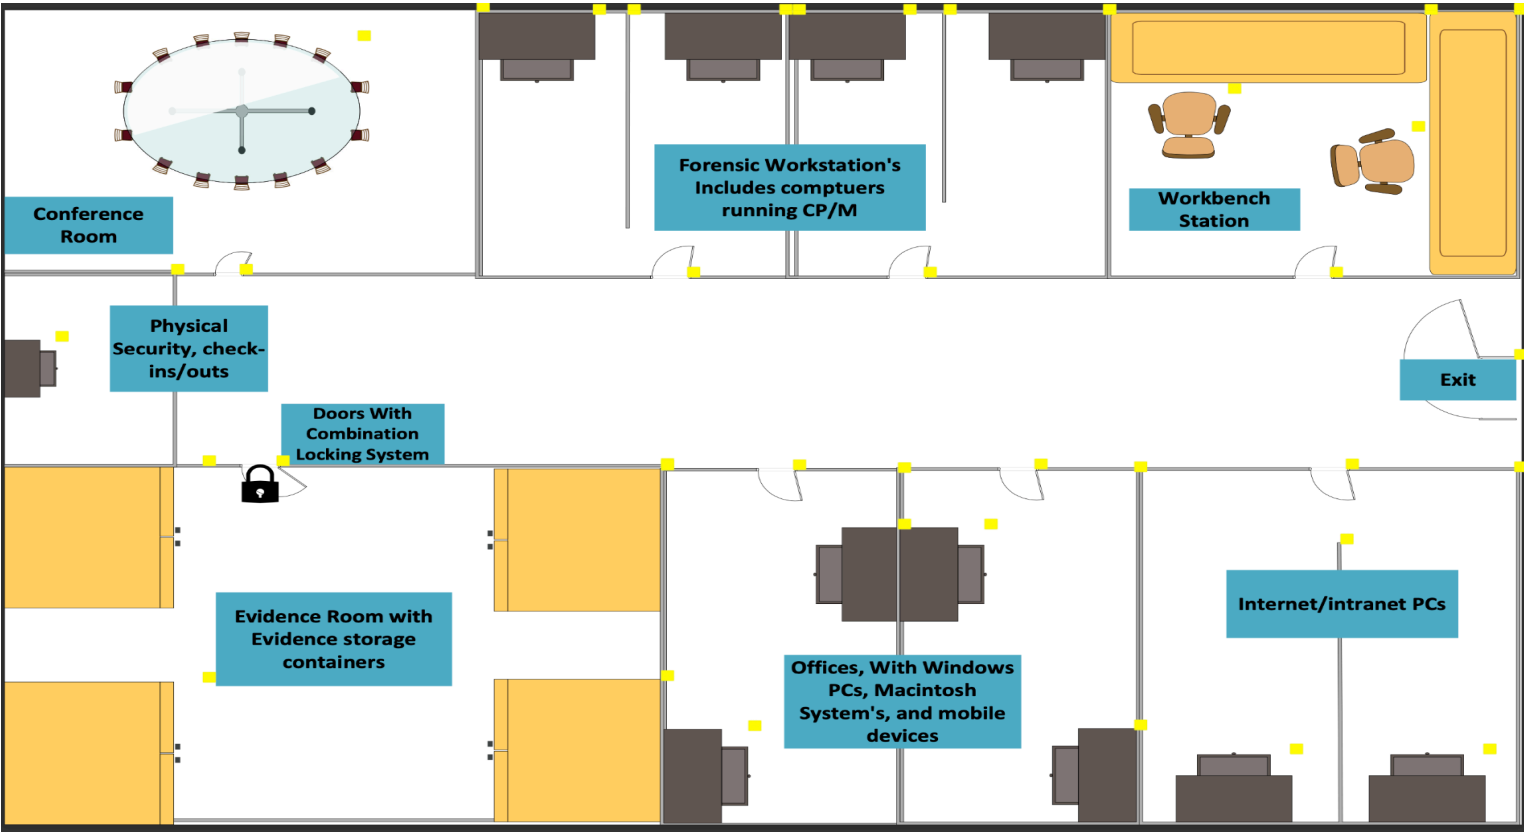 Forensic Workstation's
Includes comptuers
running CP/M
Workbench
Station
Conference
Room
Physical
Security, check-
ins/outs
Exit
Doors With
Combination
Locking System
Internet/intranet PCs
Evidence Room with
Evidence storage
containers
Offices, With Windows
PCs, Macintosh
System's, and mobile
devices